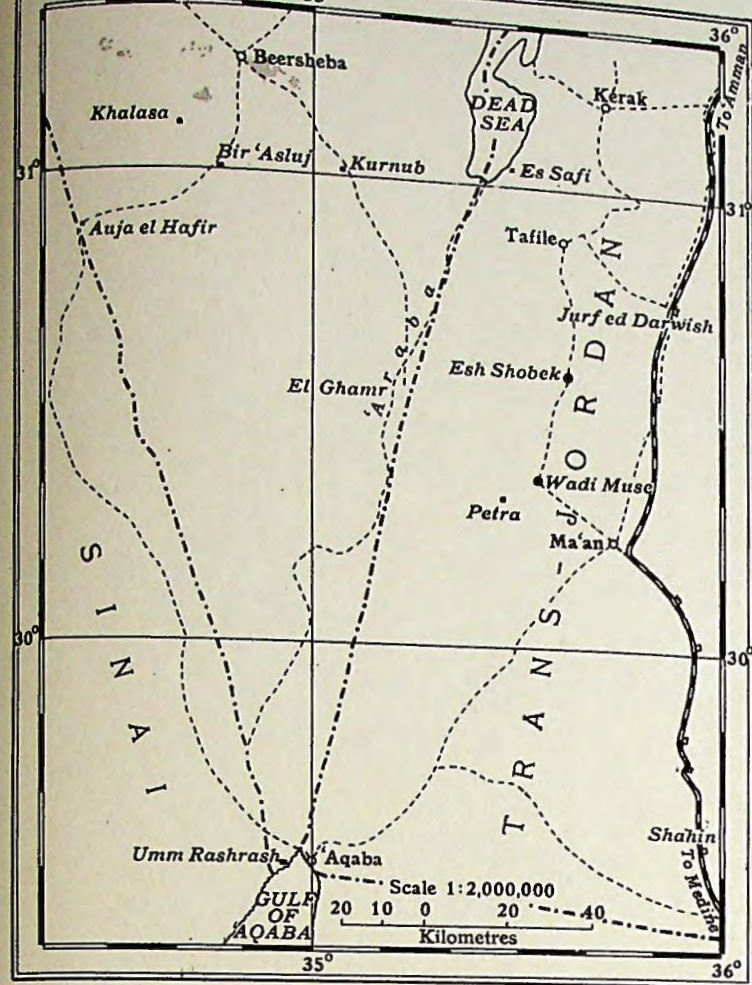 36°
To ‘Amman
Beersheba
DEAD
SEA
Kérak
Khalasa
Bir ‘Asluj
Kurnub
Es Safi
31°
31°
Auja el Hafir
Tafile
Jurf ed Darwish
‘Araba
El Ghamr
Esh Shobek
Wadi Muse
Petra
Ma‘an
TRANS-JORDAN
SINAI
30°
30°
Shahin
To Medine
Umm Rashrash
‘Aqaba
GULF
OF
AQABA
Scale 1:2,000,000
20 10 0 20 40
Kilometres
35°
36°